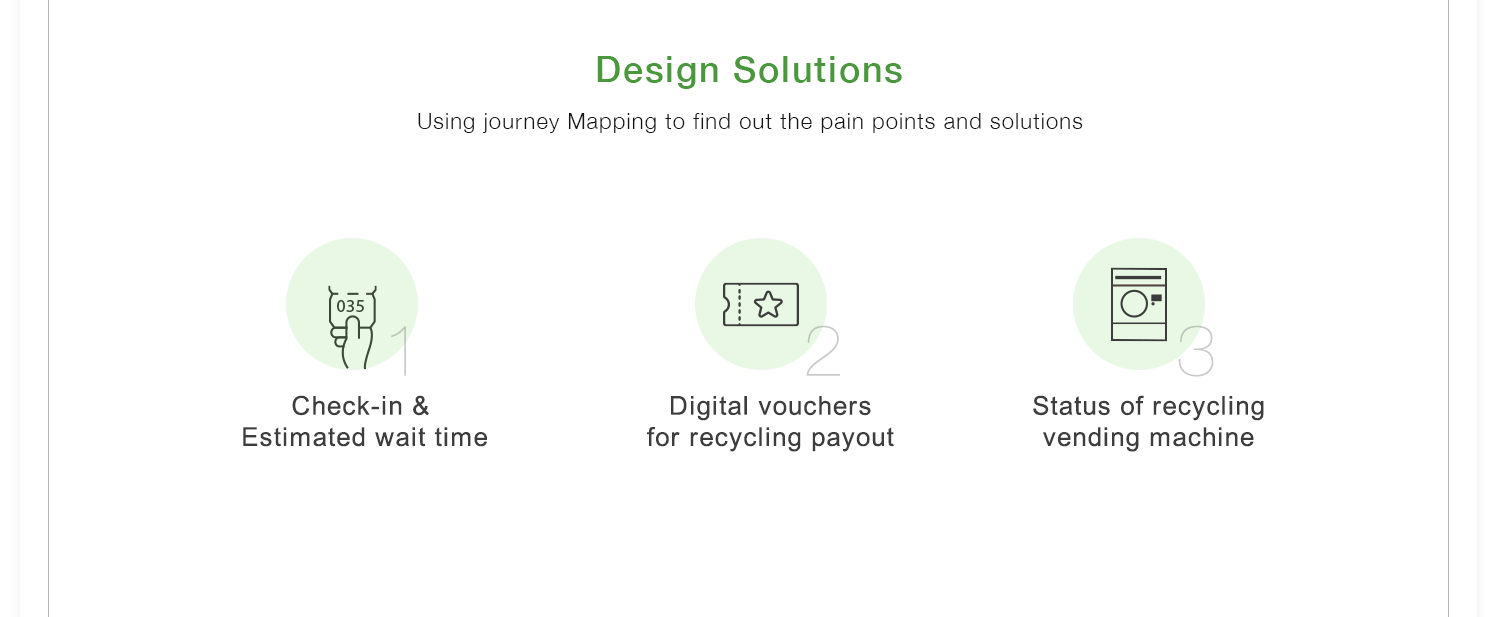 Design Solutions
Using journey Mapping to find out the pain points and solutions
035
1
Check-in &
Estimated wait time
2
Digital vouchers
for recycling payout
3
Status of recycling
vending machine